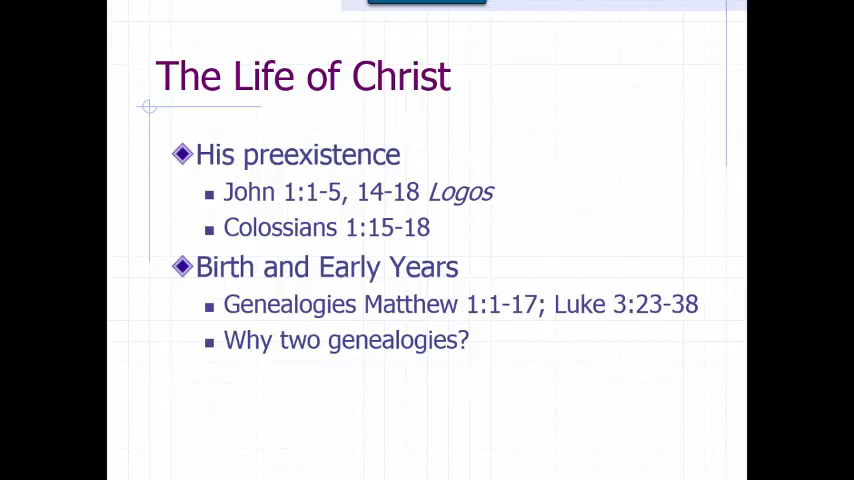 The Life of Christ
His preexistence
John 1:1-5, 14-18 Logos
Colossians 1:15-18
Birth and Early Years
Genealogies Matthew 1:1-17; Luke 3:23-38
Why two genealogies?